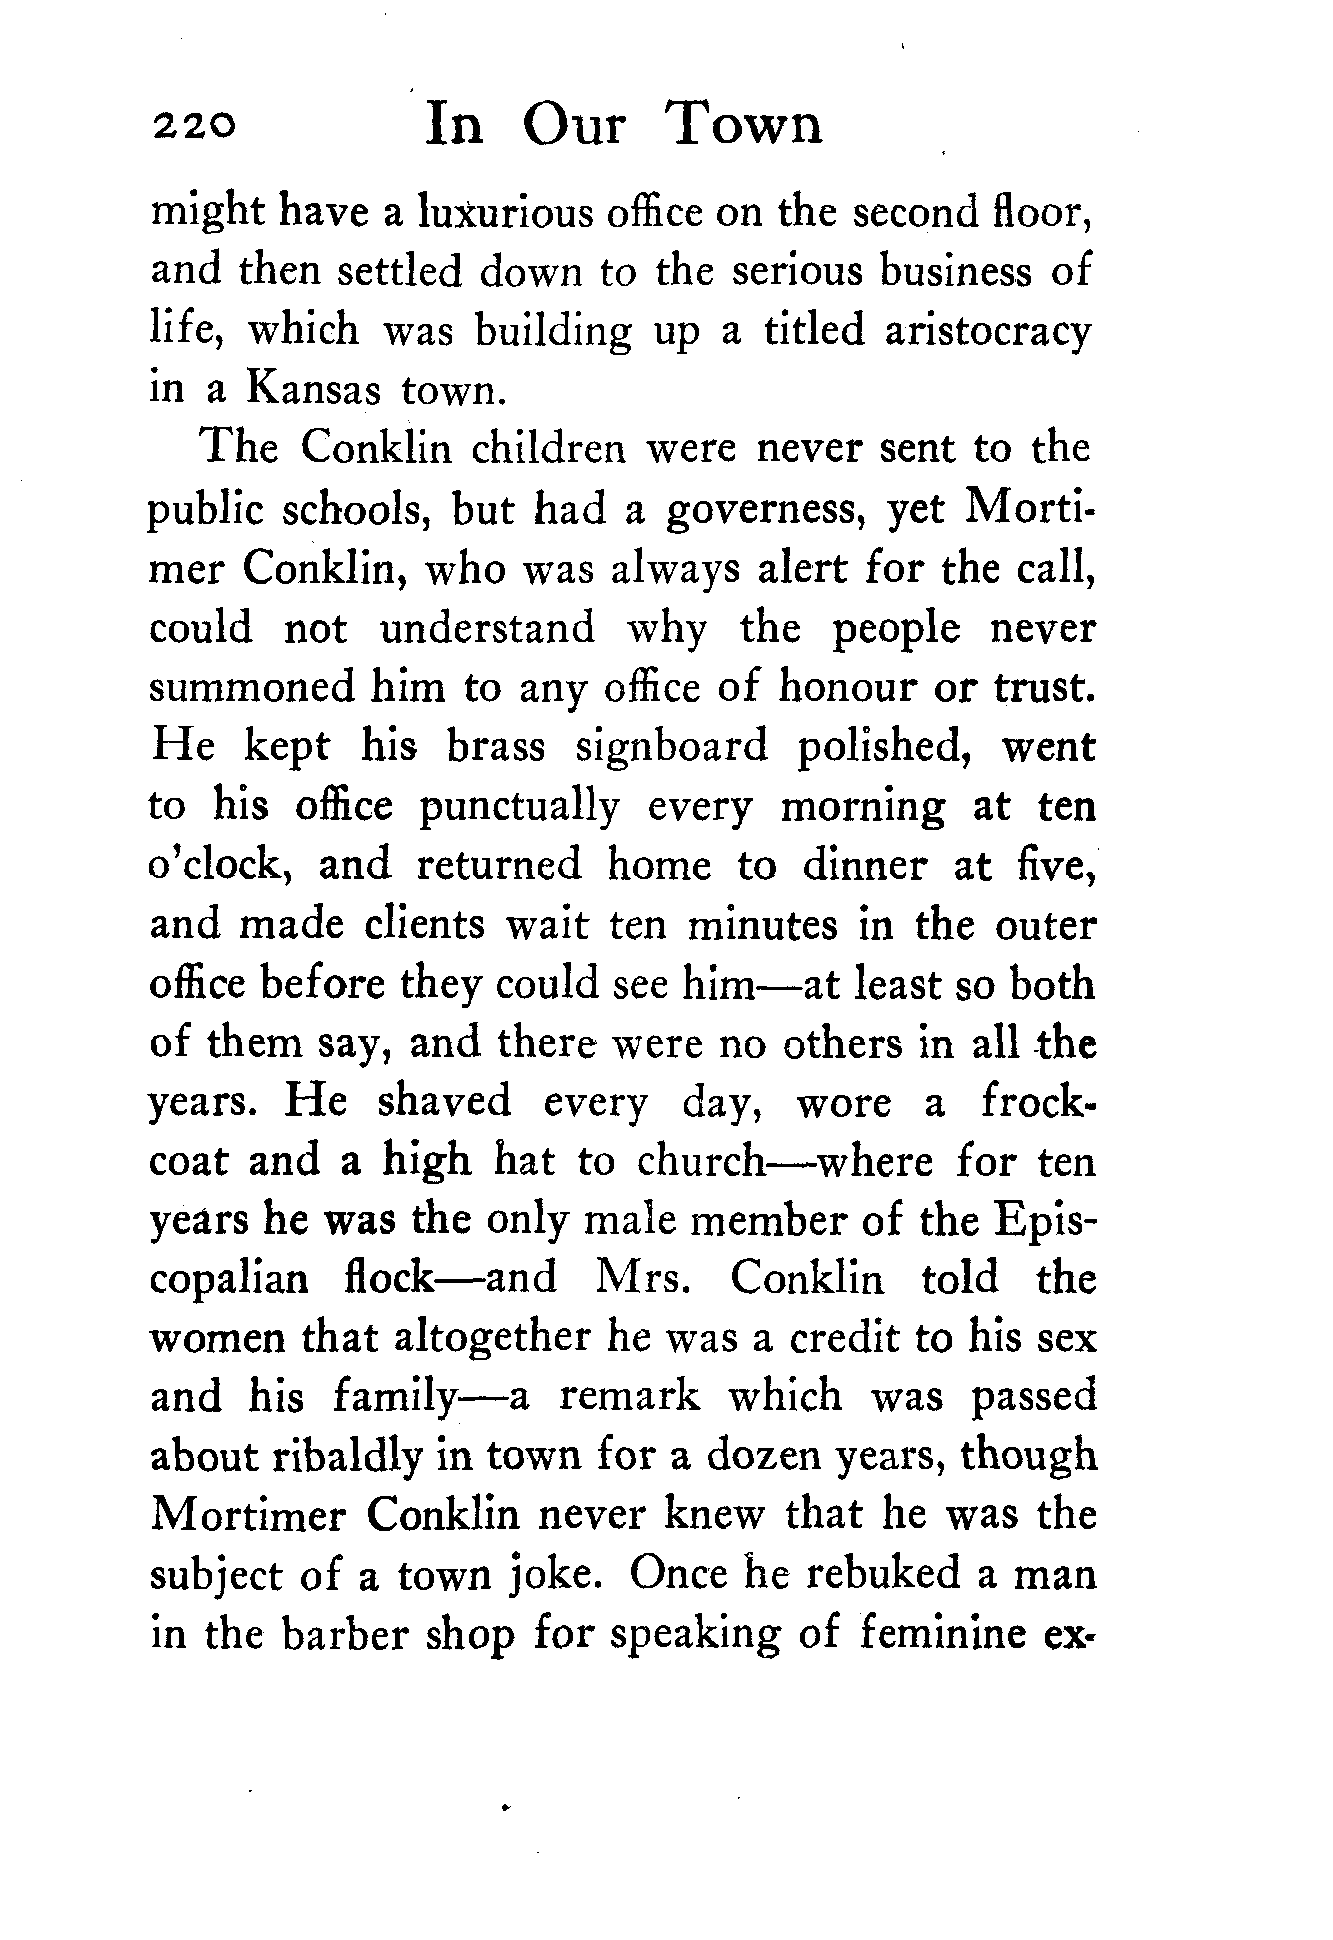 220 In Our Town
might have a luxurious office on the second floor,
and then settled down to the serious business of
life, which was building up a titled aristocracy
in a Kansas town.
The Conklin children were never sent to the
public schools, but had a governess, yet Morti-
mer Conklin, who was always alert for the call,
could not understand why the people never
summoned him to any office of honour or trust.
He kept his brass signboard polished, went
to his office punctually every morning at ten
o'clock, and returned home to dinner at five,
and made clients wait ten minutes in the outer
office before they could see him—at least so both
of them say, and there were no others in all the
years. He shaved every day, wore a frock-
coat and a high hat to church—where for ten
years he was the only male member of the Epis-
copalian flock—and Mrs. Conklin told the
women that altogether he was a credit to his sex
and his family—a remark which was passed
about ribaldly in town for a dozen years, though
Mortimer Conklin never knew that he was the
subject of a town joke. Once he rebuked a man
in the barber shop for speaking of feminine ex-